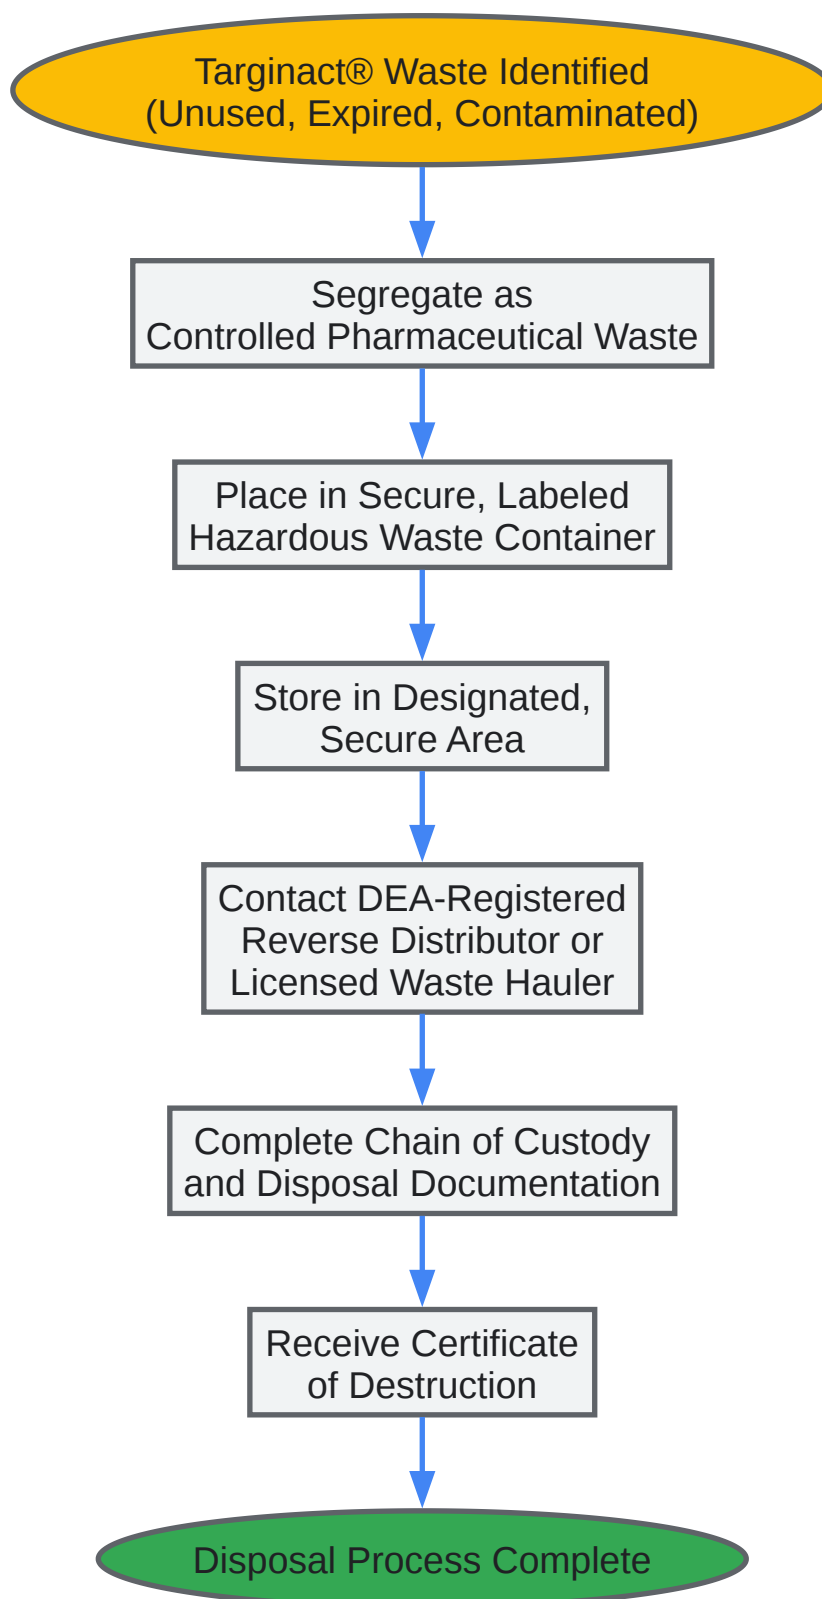 Targinact® Waste Identified
(Unused, Expired, Contaminated)
Segregate as
Controlled Pharmaceutical Waste
Place in Secure, Labeled
Hazardous Waste Container
Store in Designated,
Secure Area
Contact DEA-Registered
Reverse Distributor or
Licensed Waste Hauler
Complete Chain of Custody
and Disposal Documentation
Receive Certificate
of Destruction
Disposal Process Complete